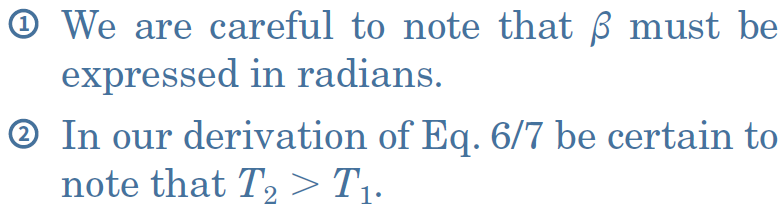 ① We are careful to note that β must be
expressed in radians.
② In our derivation of Eq. 6/7 be certain to
note that T₂ > T₁.